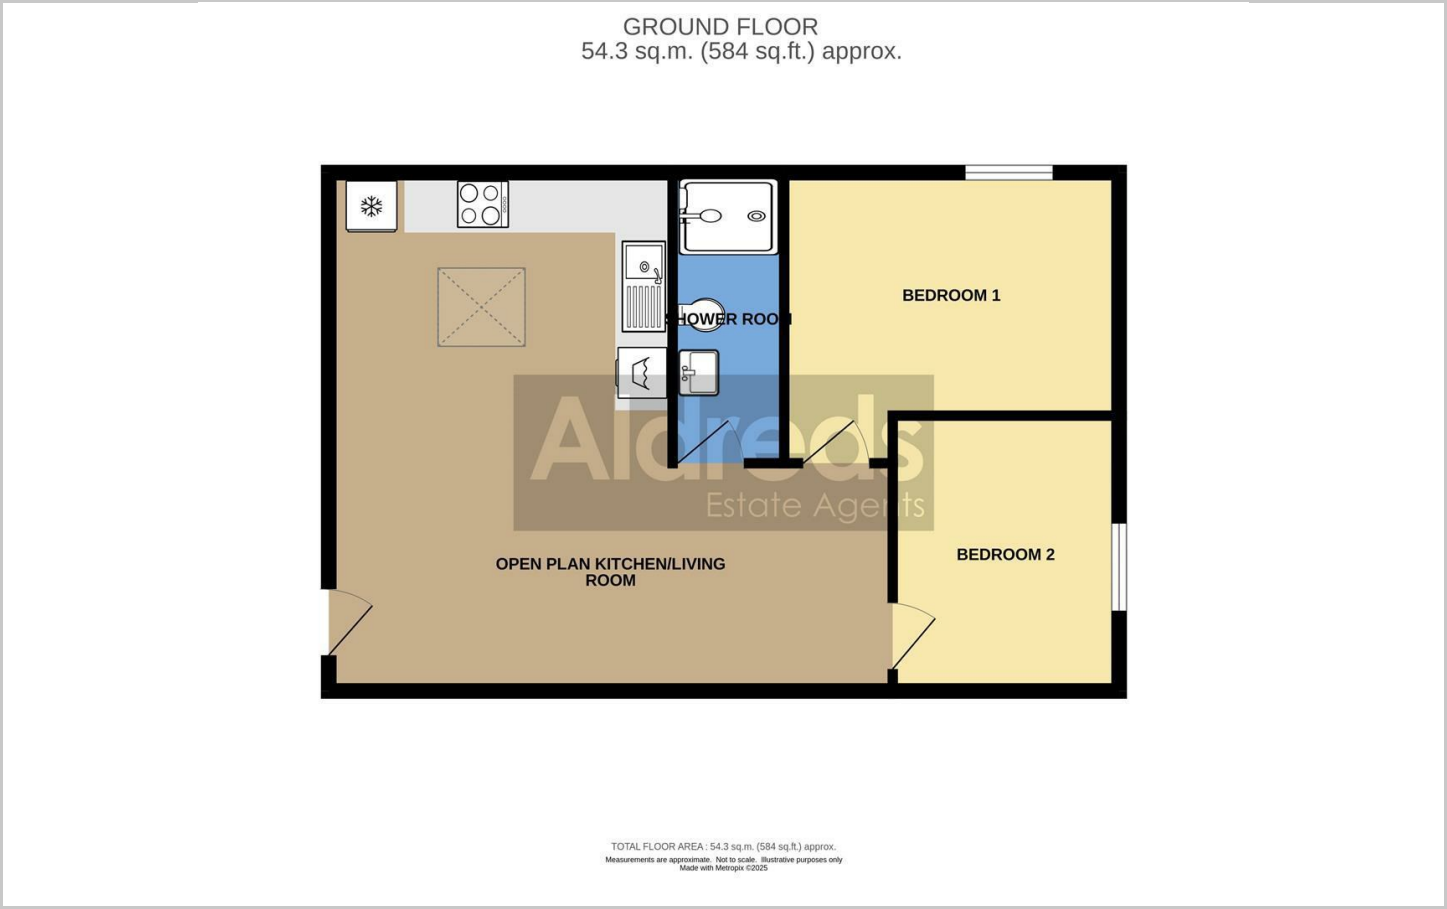 GROUND FLOOR
54.3 sq.m. (584 sq.ft.) approx.
BEDROOM 1
SHOWER ROOM
Aldreds
Estate Agents
BEDROOM 2
OPEN PLAN KITCHEN/LIVING
ROOM
TOTAL FLOOR AREA : 54.3 sq.m. (584 sq.ft.) approx.
Measurements are approximate. Not to scale. Illustrative purposes only
Made with Metropix ©2025